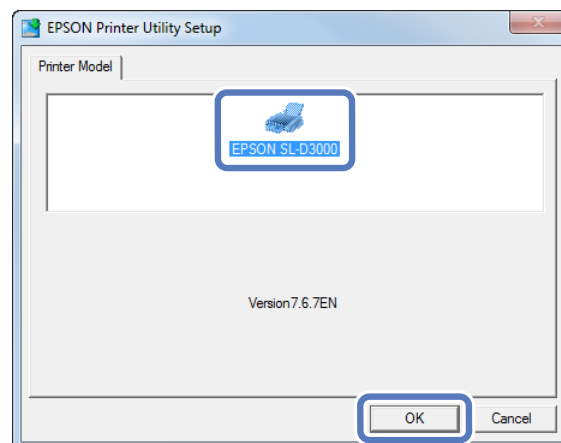 EPSON Printer Utility Setup
Printer Model
EPSON SL-D3000
Version7.6.7EN
OK Cancel